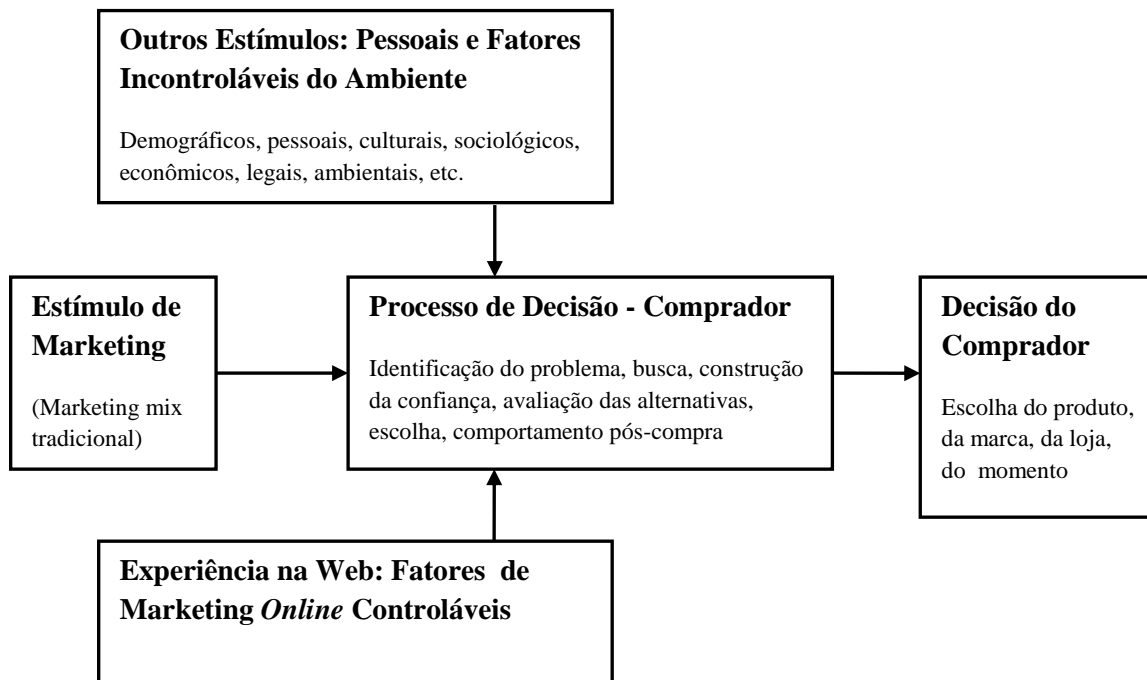 Outros Estímulos: Pessoais e Fatores
Incontroláveis do Ambiente
Demográficos, pessoais, culturais, sociológicos,
econômicos, legais, ambientais, etc.
Estímulo de
Marketing
(Marketing mix
tradicional)
Processo de Decisão - Comprador
Identificação do problema, busca, construção
da confiança, avaliação das alternativas,
escolha, comportamento pós-compra
Decisão do
Comprador
Escolha do produto,
da marca, da loja,
do momento
Experiência na Web: Fatores de
Marketing Online Controláveis